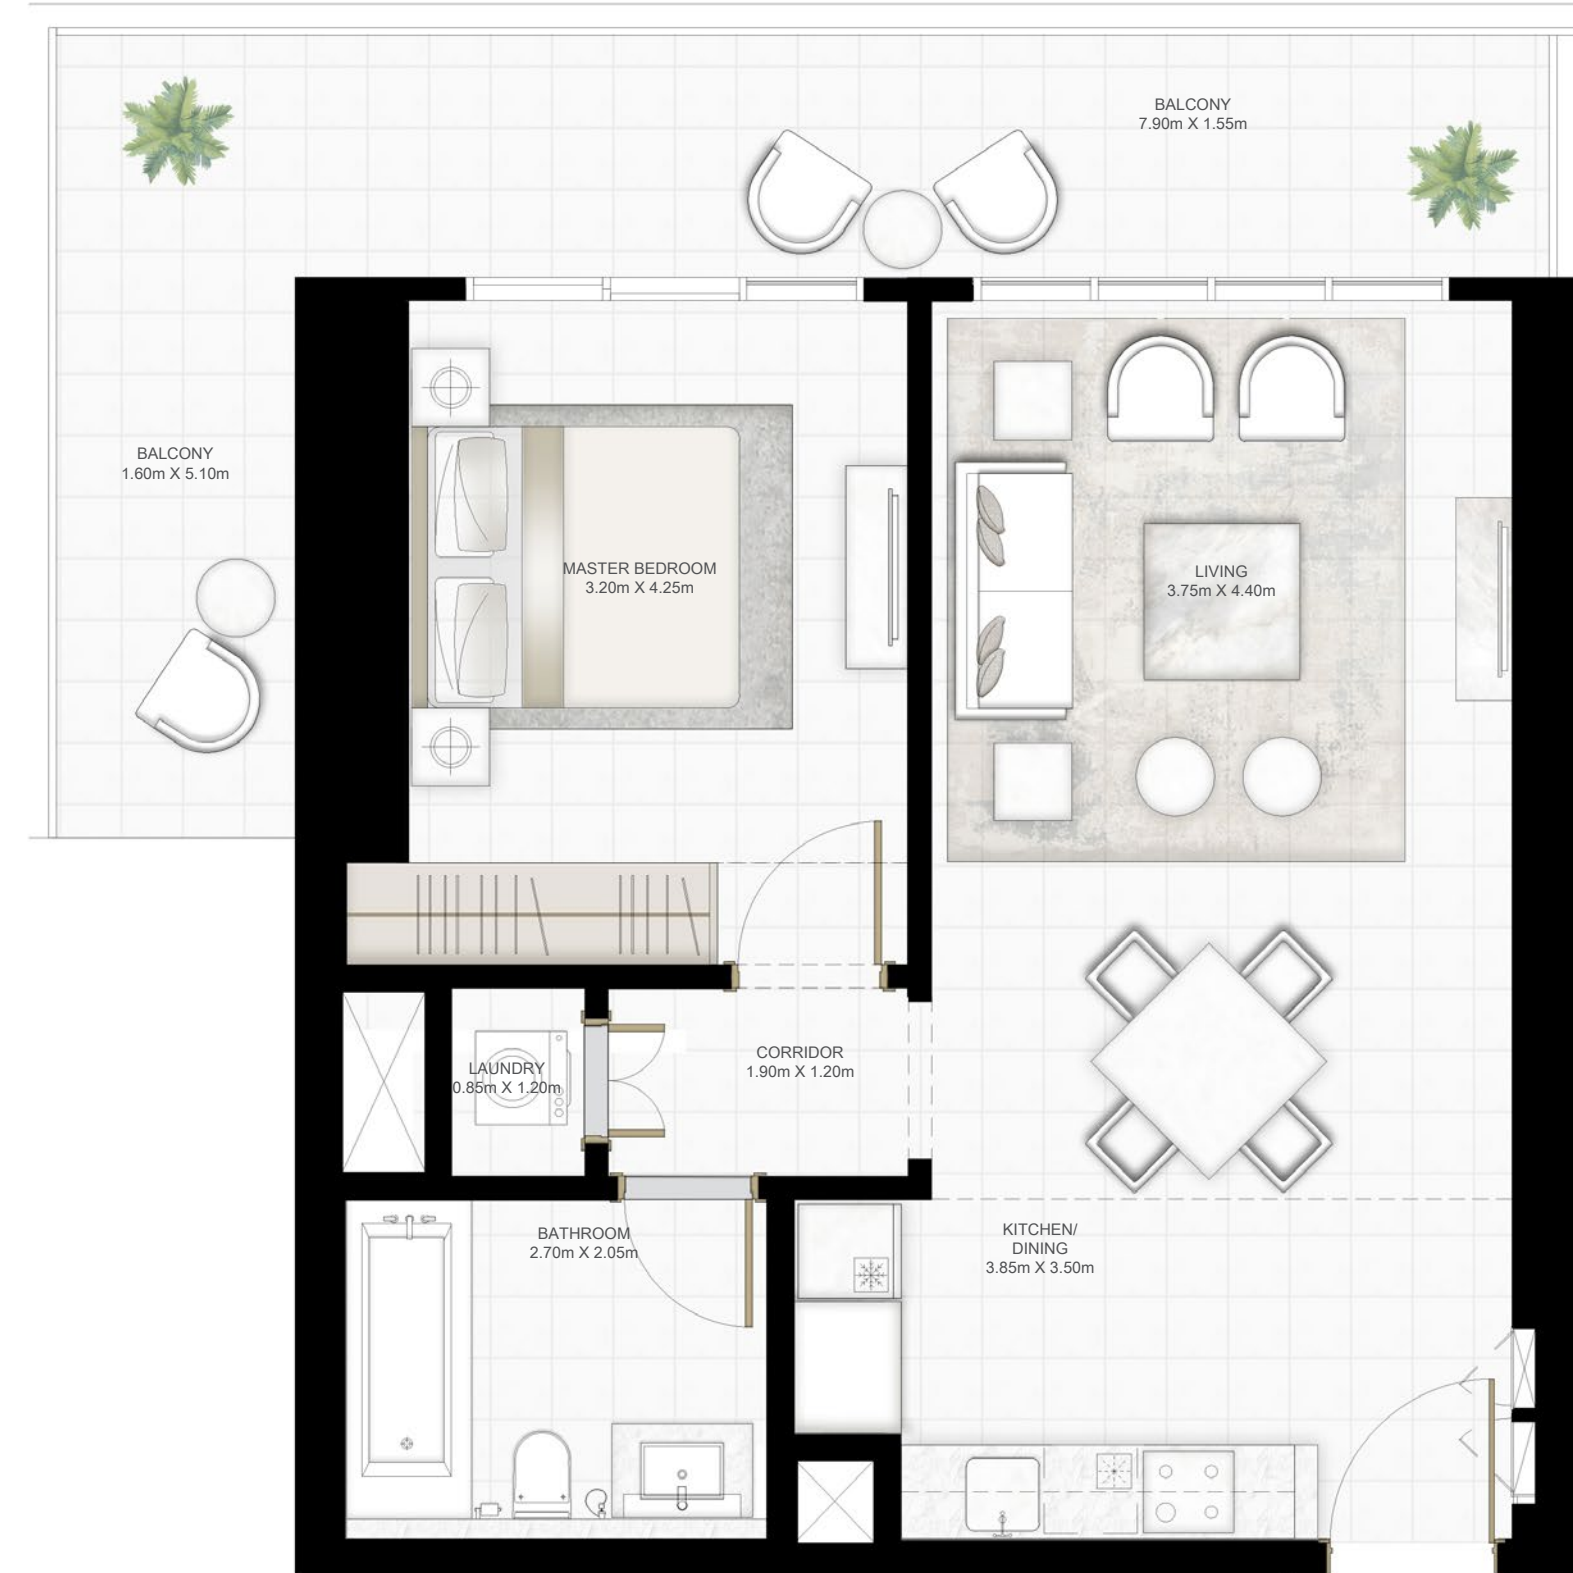 BALCONY
7.90m X 1.55m
BALCONY
1.60m X 5.10m
MASTER BEDROOM
3.20m X 4.25m
LIVING
3.75m X 4.40m
LAUNDRY
0.85m X 1.20m
CORRIDOR
1.90m X 1.20m
BATHROOM
2.70m X 2.05m
KITCHEN/
DINING
3.85m X 3.50m